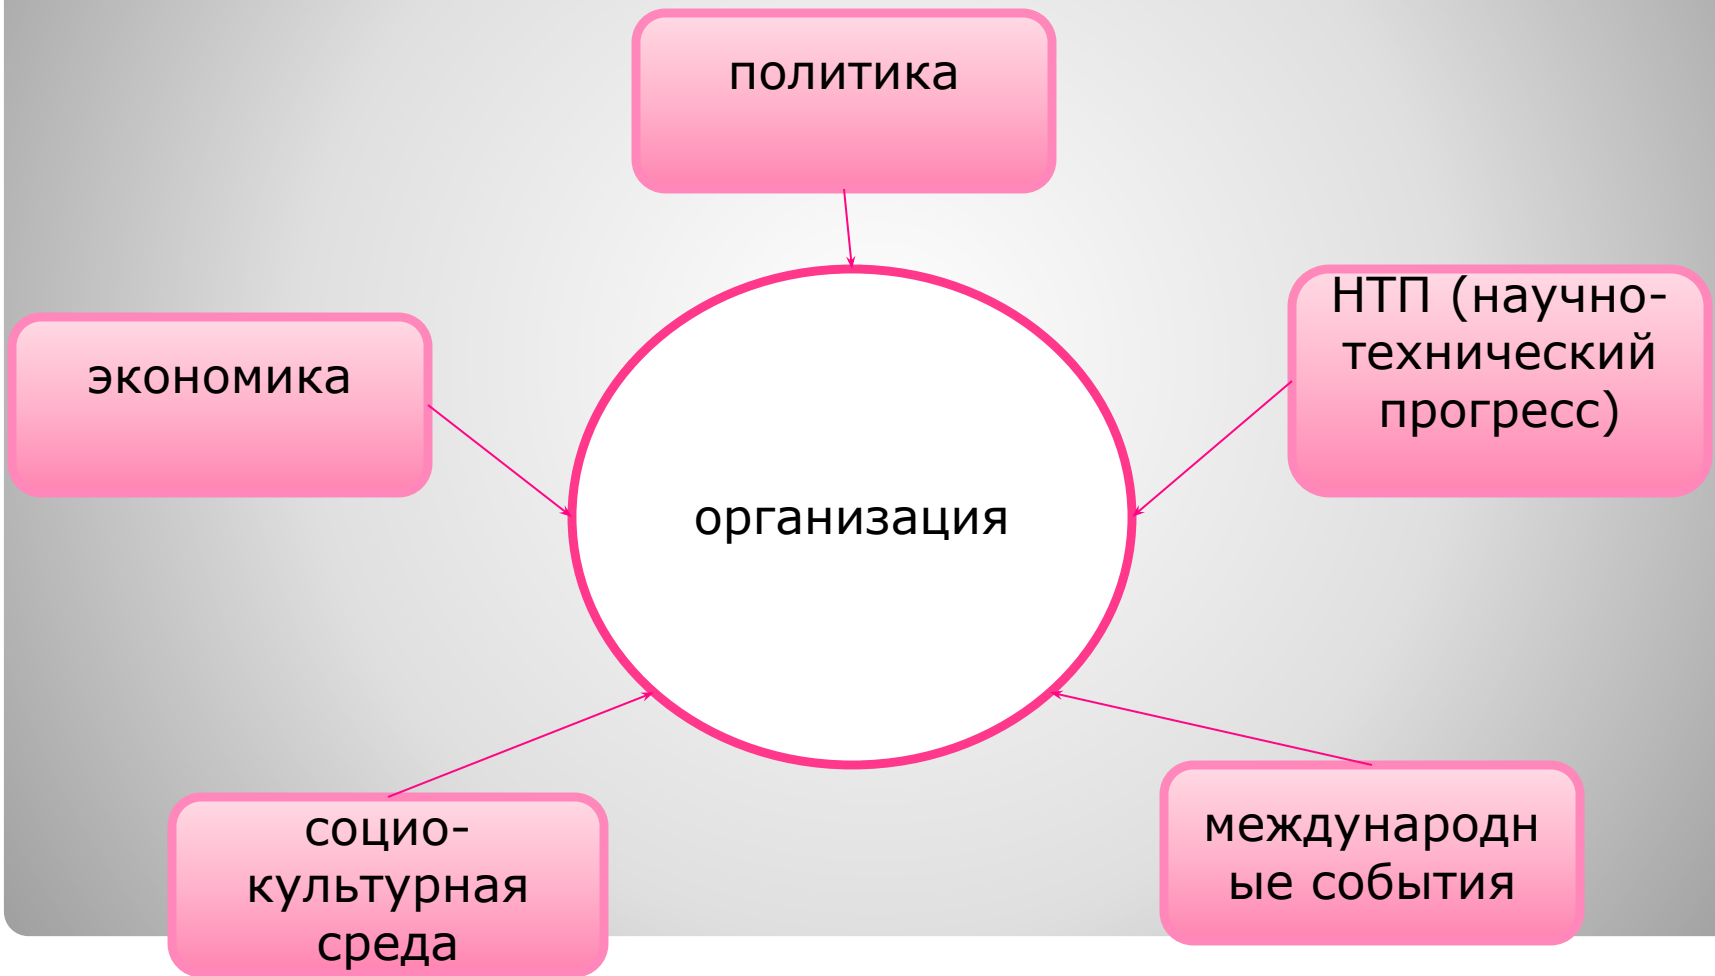 политика
НТП (научно-
технический
прогресс)
экономика
организация
социо-
культурная
среда
международн
ые события